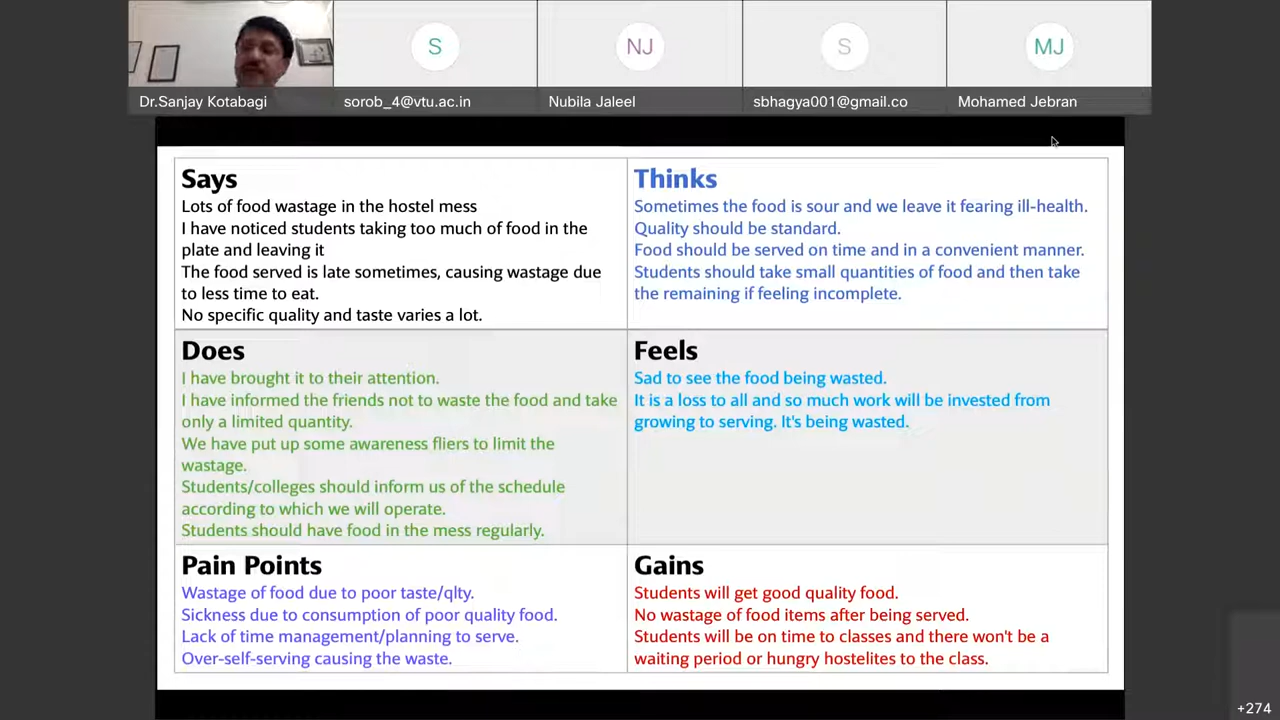 S
NJ
S
MJ
Dr.Sanjay Kotabagi
sorob_4@vtu.ac.in
Nubila Jaleel
sbhagya001@gmail.co
Mohamed Jebran
Says
Lots of food wastage in the hostel mess
I have noticed students taking too much of food in the
plate and leaving it
The food served is late sometimes, causing wastage due
to less time to eat.
No specific quality and taste varies a lot.
Thinks
Sometimes the food is sour and we leave it fearing ill-health.
Quality should be standard.
Food should be served on time and in a convenient manner.
Students should take small quantities of food and then take
the remaining if feeling incomplete.
Does
I have brought it to their attention.
I have informed the friends not to waste the food and take
only a limited quantity.
We have put up some awareness fliers to limit the
wastage.
Students/colleges should inform us of the schedule
according to which we will operate.
Students should have food in the mess regularly.
Feels
Sad to see the food being wasted.
It is a loss to all and so much work will be invested from
growing to serving. It's being wasted.
Pain Points
Wastage of food due to poor taste/qlty.
Sickness due to consumption of poor quality food.
Lack of time management/planning to serve.
Over-self-serving causing the waste.
Gains
Students will get good quality food.
No wastage of food items after being served.
Students will be on time to classes and there won't be a
waiting period or hungry hostelites to the class.
+274